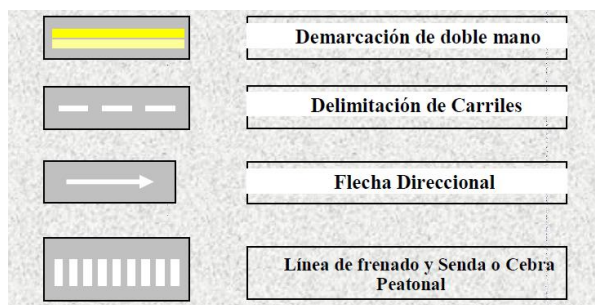 Demarcación de doble mano
Delimitación de Carriles
Flecha Direccional
Línea de frenado y Senda o Cebra
Peatonal